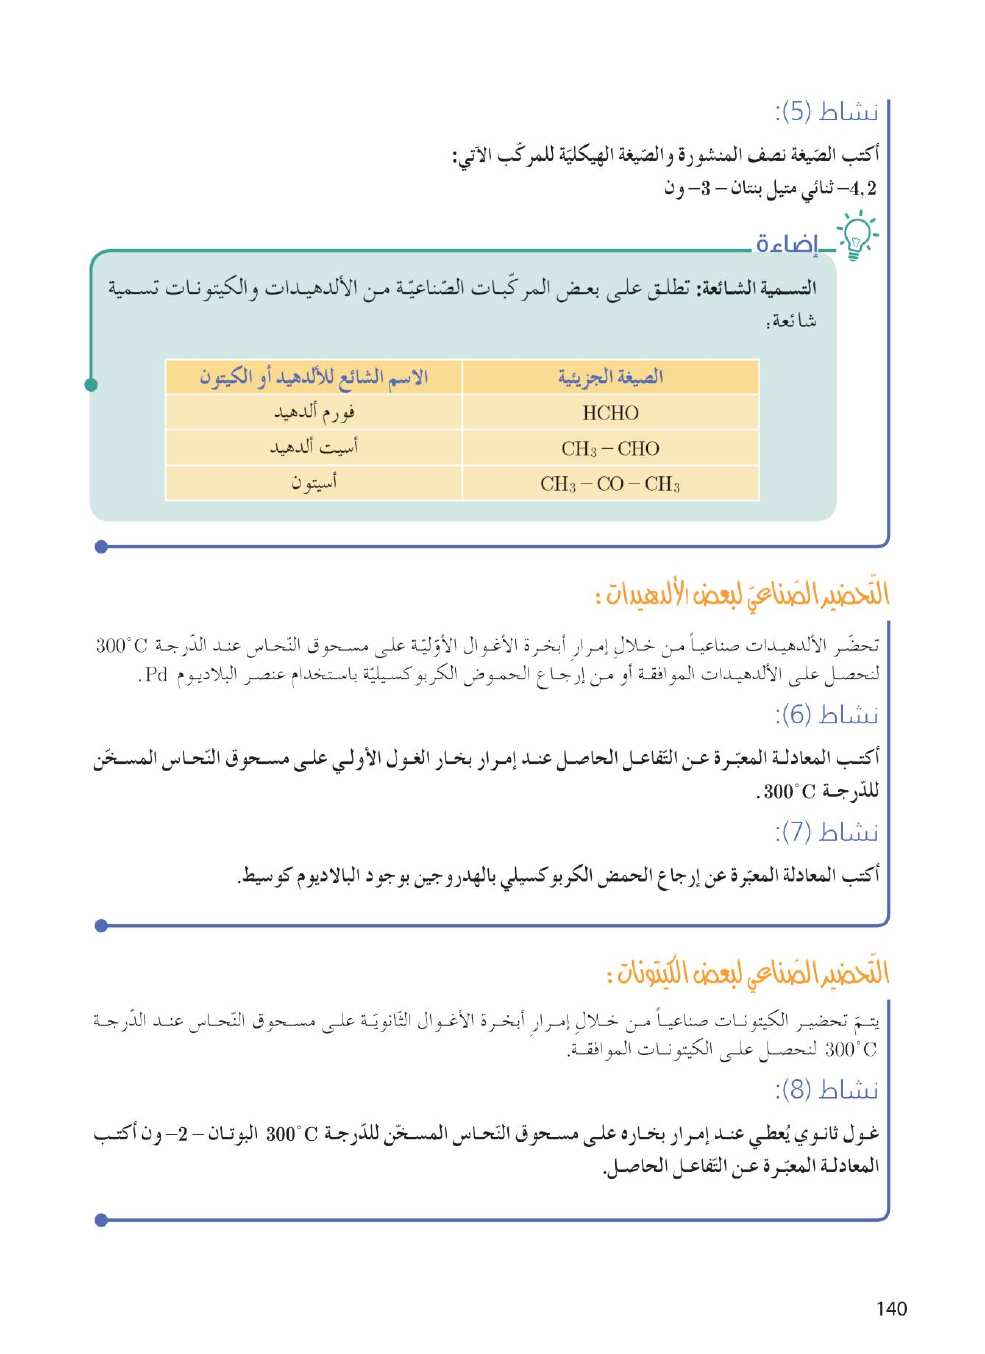 نشاط (5):
أكتب الصّيغة نصف المنشورة والصّيغة الهيكليّة للمركّب الآتي:
4,2– ثنائي متيل بنتان – 3– ون
إضاءة
التسمية الشائعة: تطلق على بعض المركّبات الصّناعيّة من الألدهيدات والكيتونات تسمية
شائعة:
الصيغة الجزيئية	الاسم الشائع للألدهيد أو الكيتون
HCHO	فورم ألدهيد
CH₃ – CHO	أسيت ألدهيد
CH₃ – CO – CH₃	أسيتون
التّحضير الصّناعيّ لبعض الألدهيدات:
تحضّر الألدهيدات صناعياً من خلال إمرار أبخرة الأغوال الأوّليّة على مسحوق النّحاس عند الدّرجة 300°C
لنحصل على الألدهيدات الموافقة أو من إرجاع الحموض الكربوكسيليّة باستخدام عنصر البلاديوم Pd.
نشاط (6):
أكتب المعادلة المعبّرة عن التّفاعل الحاصل عند إمرار بخار الغول الأولي على مسحوق النّحاس المسخّن
للدّرجة 300°C.
نشاط (7):
أكتب المعادلة المعبّرة عن إرجاع الحمض الكربوكسيلي بالهدروجين بوجود البالاديوم كوسيط.
التّحضير الصّناعي لبعض الكيتونات:
يتمّ تحضير الكيتونات صناعياً من خلال إمرار أبخرة الأغوال الثّانويّة على مسحوق النّحاس عند الدّرجة
300°C لنحصل على الكيتونات الموافقة.
نشاط (8):
غول ثانوي يُعطي عند إمرار بخاره على مسحوق النّحاس المسخّن للدّرجة 300°C البوتان – 2– ون أكتب
المعادلة المعبّرة عن التّفاعل الحاصل.
140